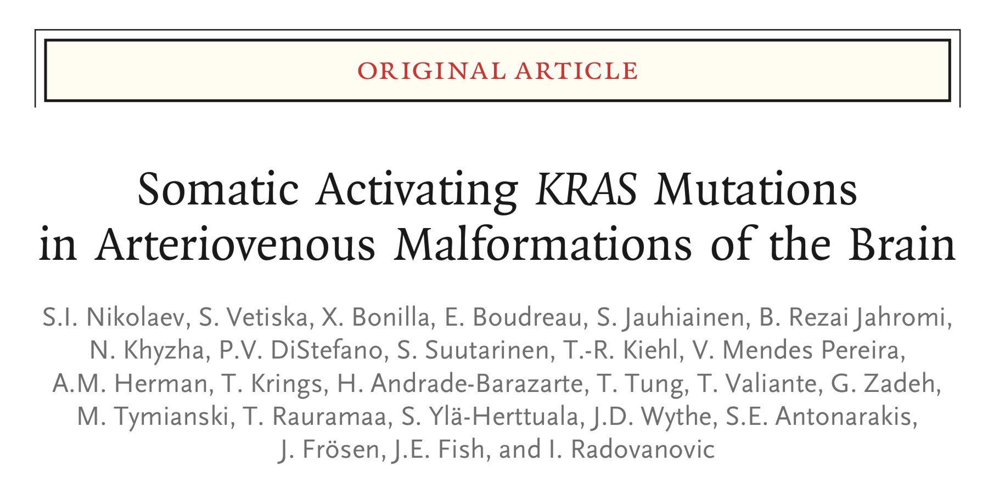 ORIGINAL ARTICLE
Somatic Activating KRAS Mutations
in Arteriovenous Malformations of the Brain
S.I. Nikolaev, S. Vetiska, X. Bonilla, E. Boudreau, S. Jauhiainen, B. Rezai Jahromi,
N. Khyzha, P.V. DiStefano, S. Suutarinen, T.-R. Kiehl, V. Mendes Pereira,
A.M. Herman, T. Krings, H. Andrade-Barazarte, T. Tung, T. Valiante, G. Zadeh,
M. Tymianski, T. Rauramaa, S. Ylä-Herttuala, J.D. Wythe, S.E. Antonarakis,
J. Frösen, J.E. Fish, and I. Radovanovic